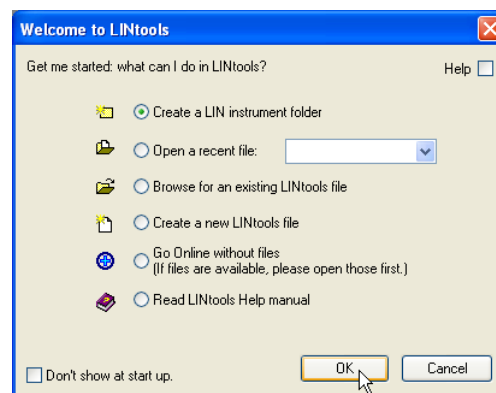 Welcome to LINtools
Get me started: what can I do in LINtools?
Help
Create a LIN instrument folder
Open a recent file:
Browse for an existing LINtools file
Create a new LINtools file
Go Online without files
(If files are available, please open those first.)
Read LINtools Help manual
Don't show at start up.
OK
Cancel